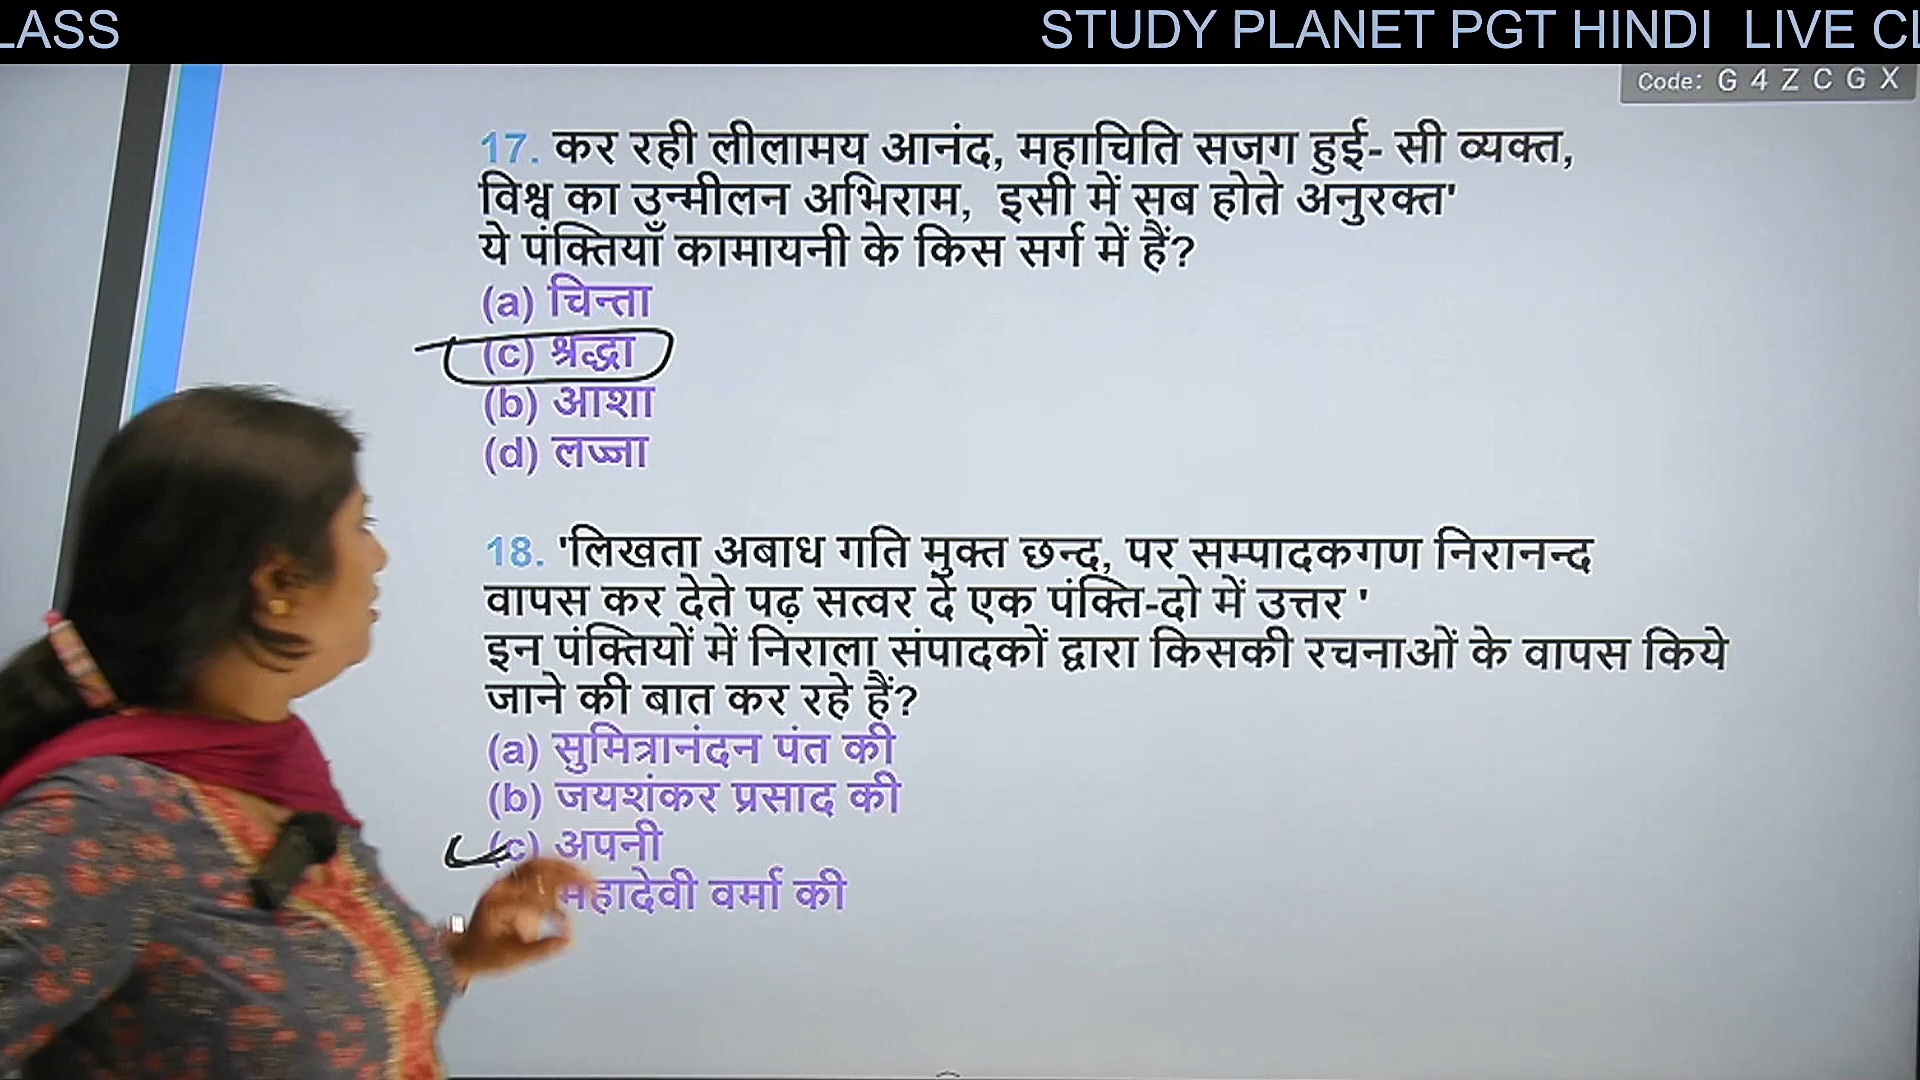 LASS STUDY PLANET PGT HINDI LIVE CL
Code: G 4 Z C G X
17. कर रही लीलामय आनंद, महाचिति सजग हुई- सी व्यक्त,
विश्व का उन्मीलन अभिराम, इसी में सब होते अनुरक्त'
ये पंक्तियाँ कामायनी के किस सर्ग में हैं?
(a) चिन्ता
(c) श्रद्धा
(b) आशा
(d) लज्जा
18. 'लिखता अबाध गति मुक्त छन्द, पर सम्पादकगण निरानन्द
वापस कर देते पढ़ सत्वर दे एक पंक्ति-दो में उत्तर '
इन पंक्तियों में निराला संपादकों द्वारा किसकी रचनाओं के वापस किये
जाने की बात कर रहे हैं?
(a) सुमित्रानंदन पंत की
(b) जयशंकर प्रसाद की
(c) अपनी
महादेवी वर्मा की